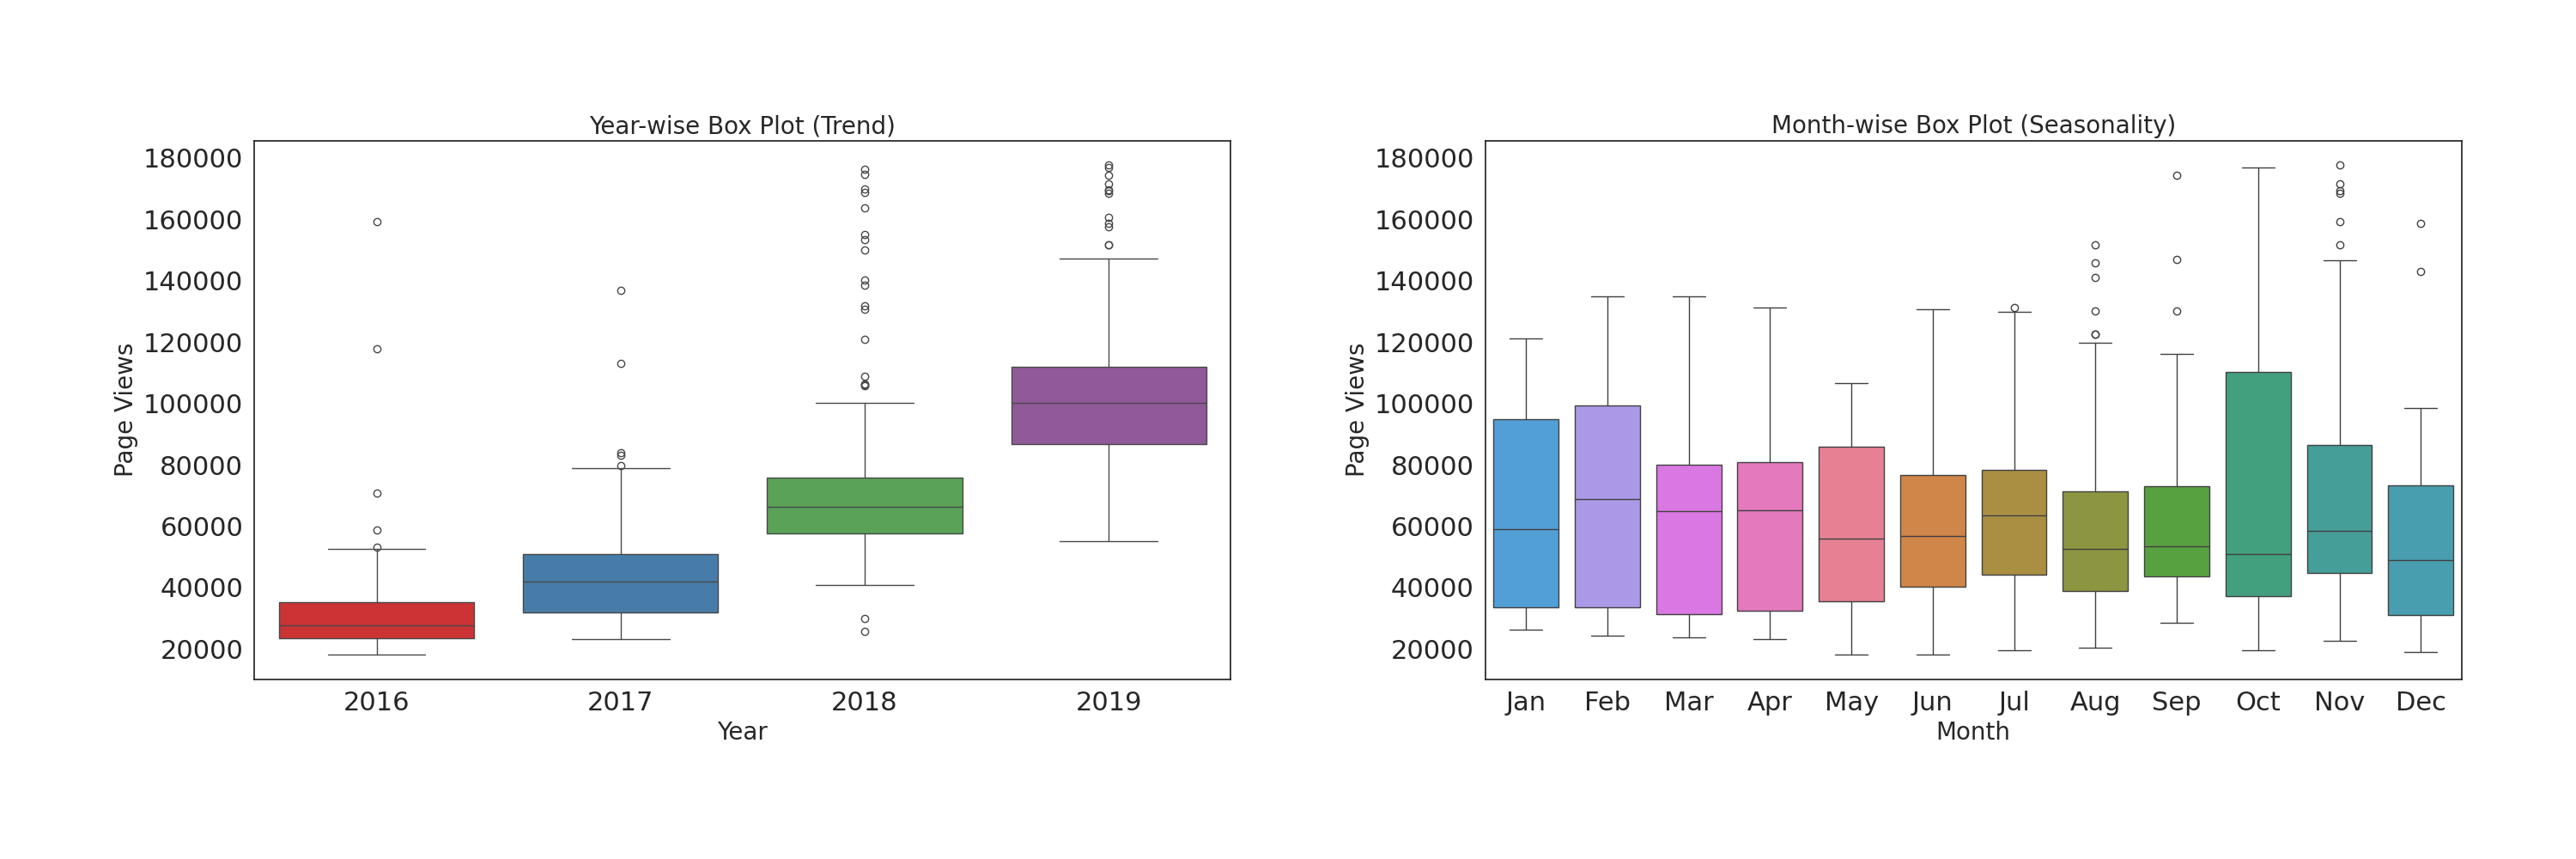 Year-wise Box Plot (Trend)
180000
160000
140000
120000
100000
80000
60000
40000
20000
Page Views
2016 2017 2018 2019
Year
Month-wise Box Plot (Seasonality)
180000
160000
140000
120000
100000
80000
60000
40000
20000
Page Views
Jan Feb Mar Apr May Jun Jul Aug Sep Oct Nov Dec
Month